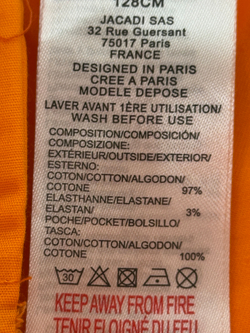 128CM
JACADI SAS
32 Rue Guersant
75017 Paris
FRANCE
DESIGNED IN PARIS
CREE A PARIS
MODELE DEPOSE
LAVER AVANT 1ÈRE UTILISATION/
WASH BEFORE USE
COMPOSITION/COMPOSICIÓN/
COMPOSIZIONE:
EXTÉRIEUR/OUTSIDE/EXTERIOR/
ESTERNO:
COTON/COTTON/ALGODON/
COTONE 97%
ELASTHANNE/ELASTANE/
ELASTAN/ 3%
POCHE/POCKET/BOLSILLO/
TASCA:
COTON/COTTON/ALGODON/
COTONE 100%
30
KEEP AWAY FROM FIRE
TENIR ELOIGNE DU FEU